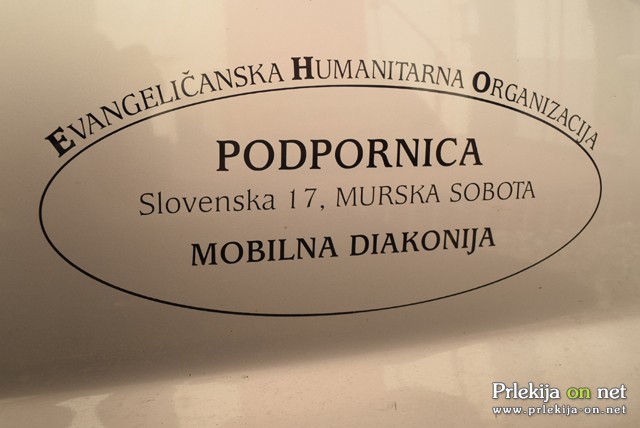 EVANGELIČANSKA HUMANITARNA ORGANIZACIJA
PODPORNICA
Slovenska 17, MURSKA SOBOTA
MOBILNA DIAKONIJA
Prlekija on net
www.prlekija-on.net